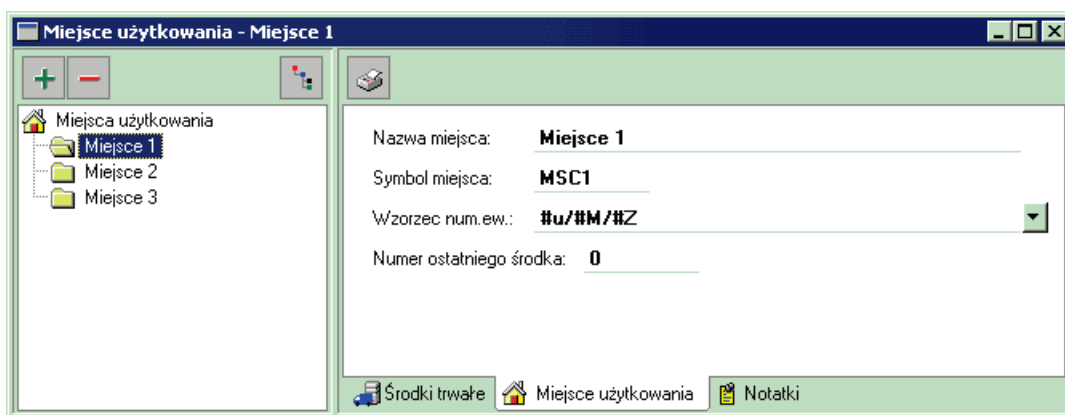 Miejsce użytkowania - Miejsce 1
Miejsca użytkowania
Miejsce 1
Miejsce 2
Miejsce 3
Nazwa miejsca: Miejsce 1
Symbol miejsca: MSC1
Wzorzec num.ew.: #u/#M/#Z
Numer ostatniego środka: 0
Środki trwałe Miejsce użytkowania Notatki